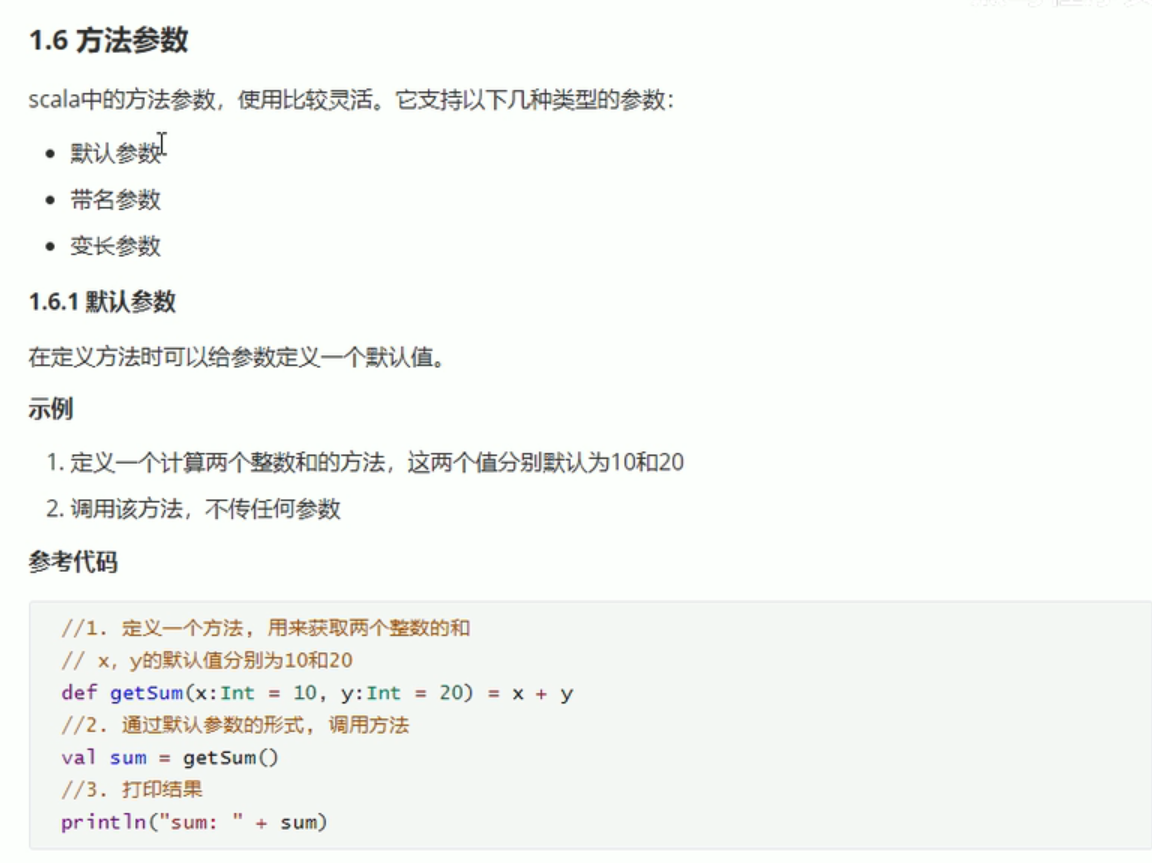 1.6 方法参数
scala中的方法参数，使用比较灵活。它支持以下几种类型的参数：
• 默认参数
• 带名参数
• 变长参数
1.6.1 默认参数
在定义方法时可以给参数定义一个默认值。
示例
1. 定义一个计算两个整数和的方法，这两个值分别默认为10和20
2. 调用该方法，不传任何参数
参考代码
//1. 定义一个方法, 用来获取两个整数的和
// x, y的默认值分别为10和20
def getSum(x:Int = 10, y:Int = 20) = x + y
//2. 通过默认参数的形式, 调用方法
val sum = getSum()
//3. 打印结果
println("sum: " + sum)